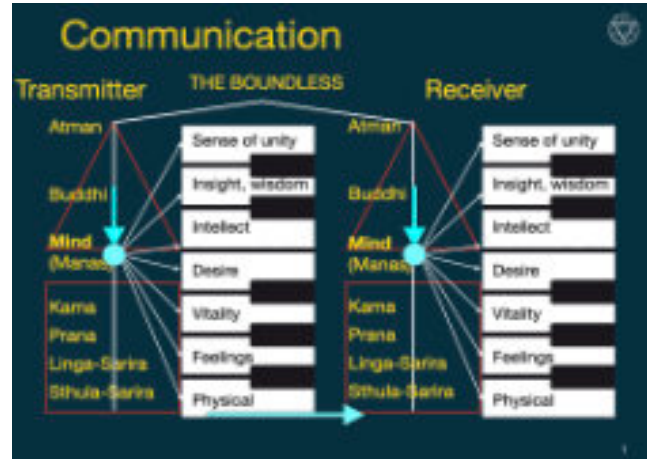 Communication
THE BOUNDLESS
Transmitter
Receiver
Atman
Buddhi
Mind
(Manas)
Kama
Prana
Linga-Sarira
Sthula-Sarira
Sense of unity
Insight, wisdom
Intellect
Desire
Vitality
Feelings
Physical
Atman
Buddhi
Mind
(Manas)
Kama
Prana
Linga-Sarira
Sthula-Sarira
Sense of unity
Insight, wisdom
Intellect
Desire
Vitality
Feelings
Physical
1